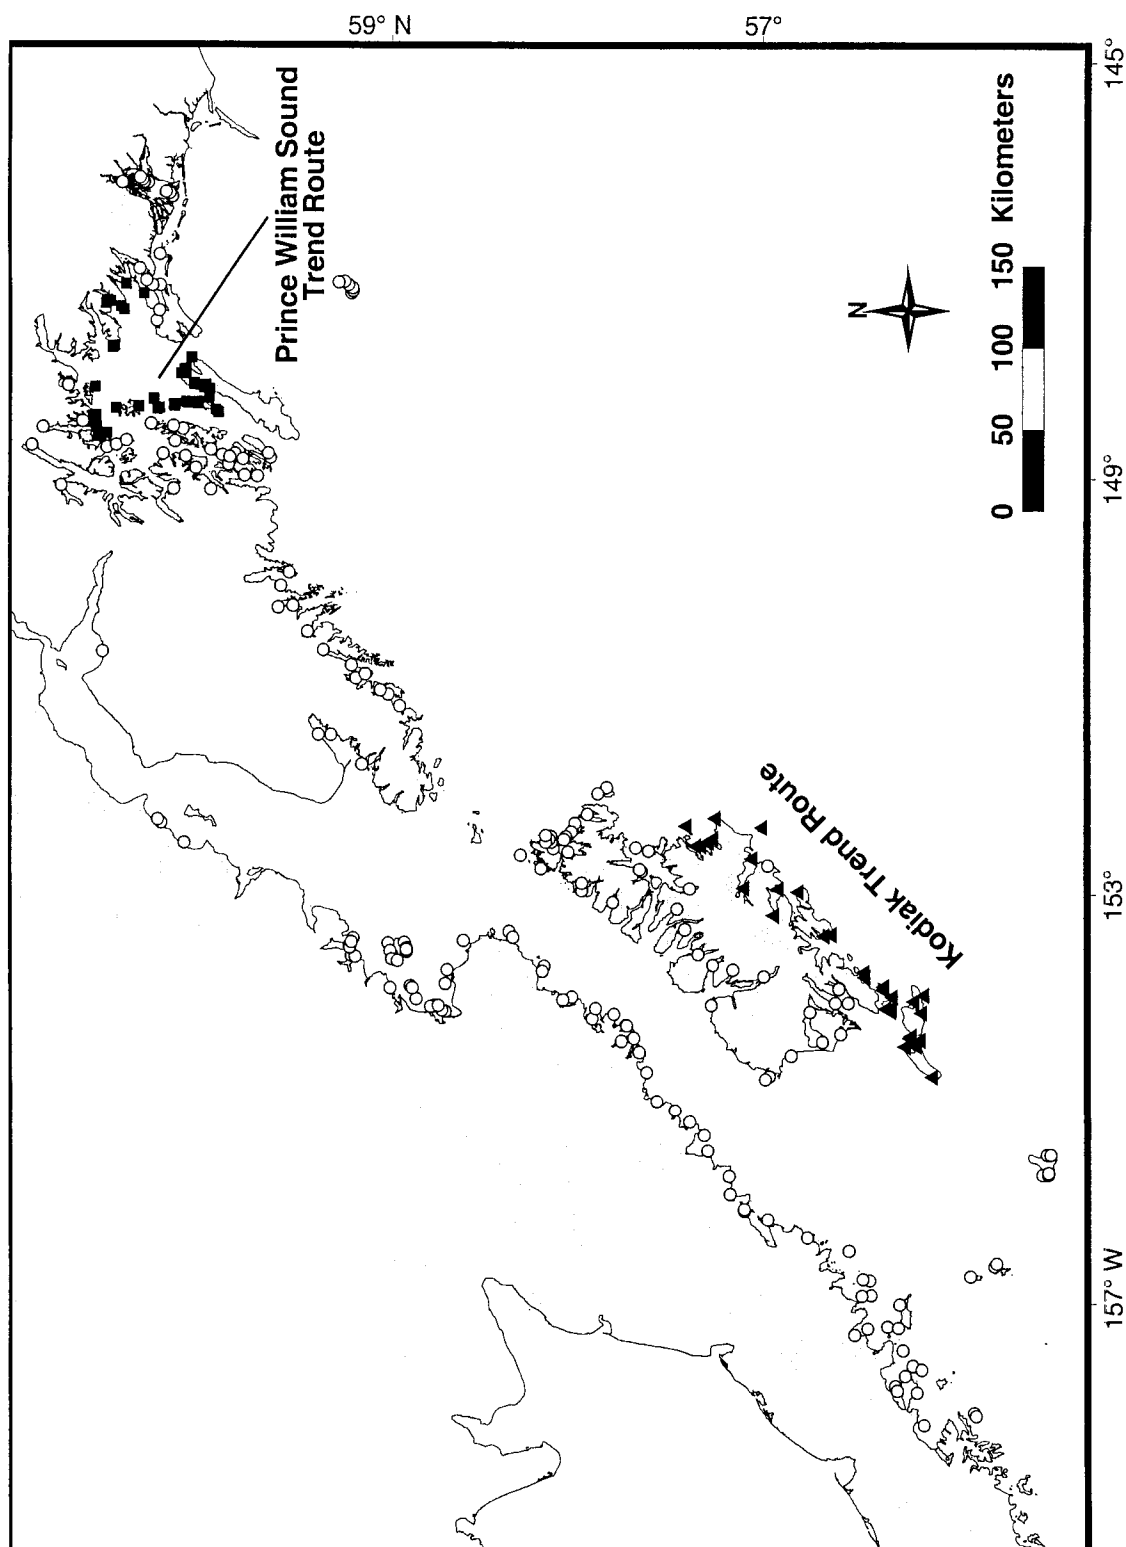 59° N
57°
145°
149°
153°
157° W
Prince William Sound
Trend Route
Kodiak Trend Route
N
0 50 100 150 Kilometers